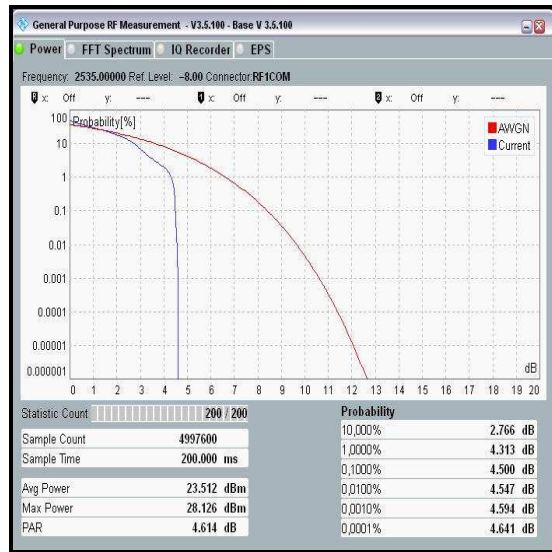 General Purpose RF Measurement - V3.5.100 - Base V 3.5.100
Power FFT Spectrum IQ Recorder EPS
Frequency: 2535.00000 Ref. Level: -8.00 Connector:RF1COM
x: Off y: --- x: Off y: --- x: Off y: ---
Probability[%]
AWGN
Current
100
10
1
0.1
0.01
0.001
0.0001
0.00001
0.000001
dB
0 1 2 3 4 5 6 7 8 9 10 11 12 13 14 15 16 17 18 19 20
Statistic Count 200 / 200
Sample Count 4997600
Sample Time 200.000 ms
Avg Power 23.512 dBm
Max Power 28.126 dBm
PAR 4.614 dB
Probability
10,000% 2.766 dB
1,0000% 4.313 dB
0,1000% 4.500 dB
0,0100% 4.547 dB
0,0010% 4.594 dB
0,0001% 4.641 dB